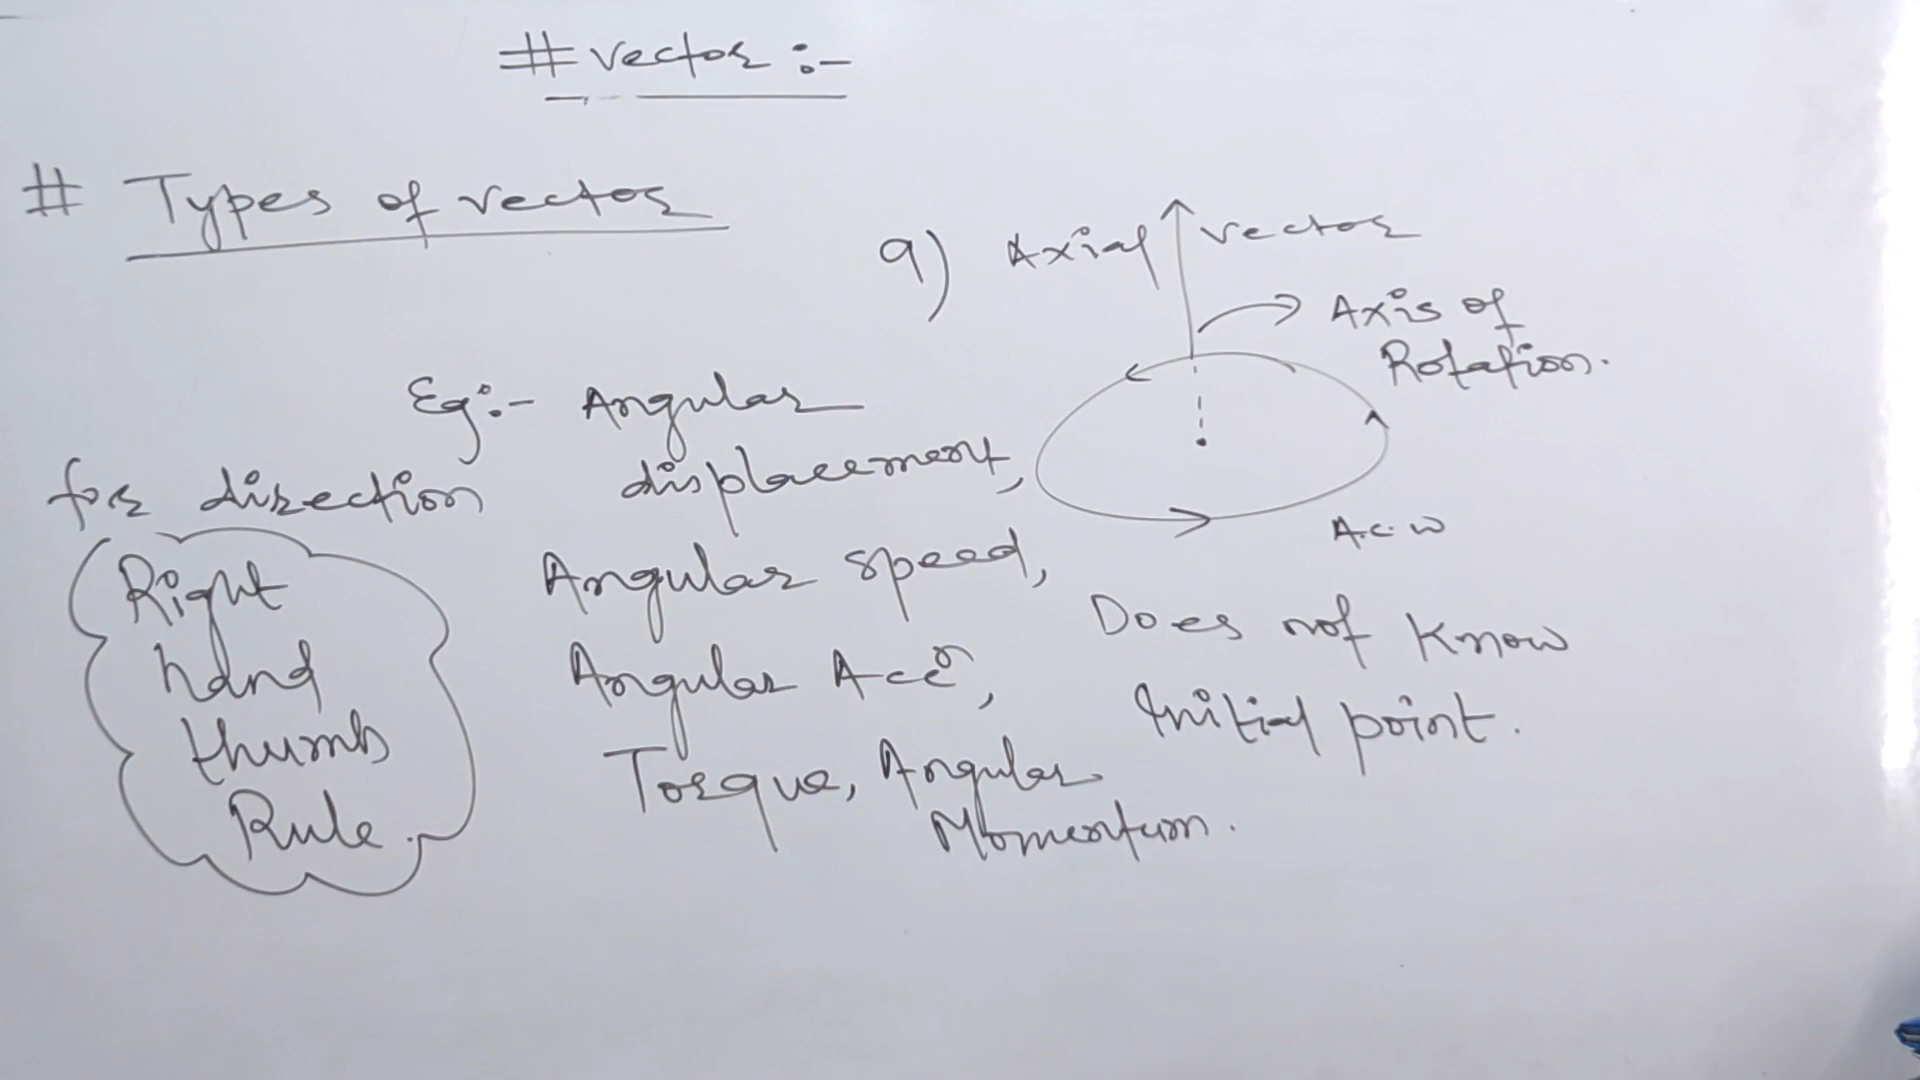 # vector :-
# Types of vector
9) Axial vector
Axis of
Rotation.
Eg:- Angular
displacement,
for direction
Right
hand
thumb
Rule.
Angular speed,
Angular Accⁿ,
Torque, Angular
Momentum.
A.C.W
Does not know
Initial point.